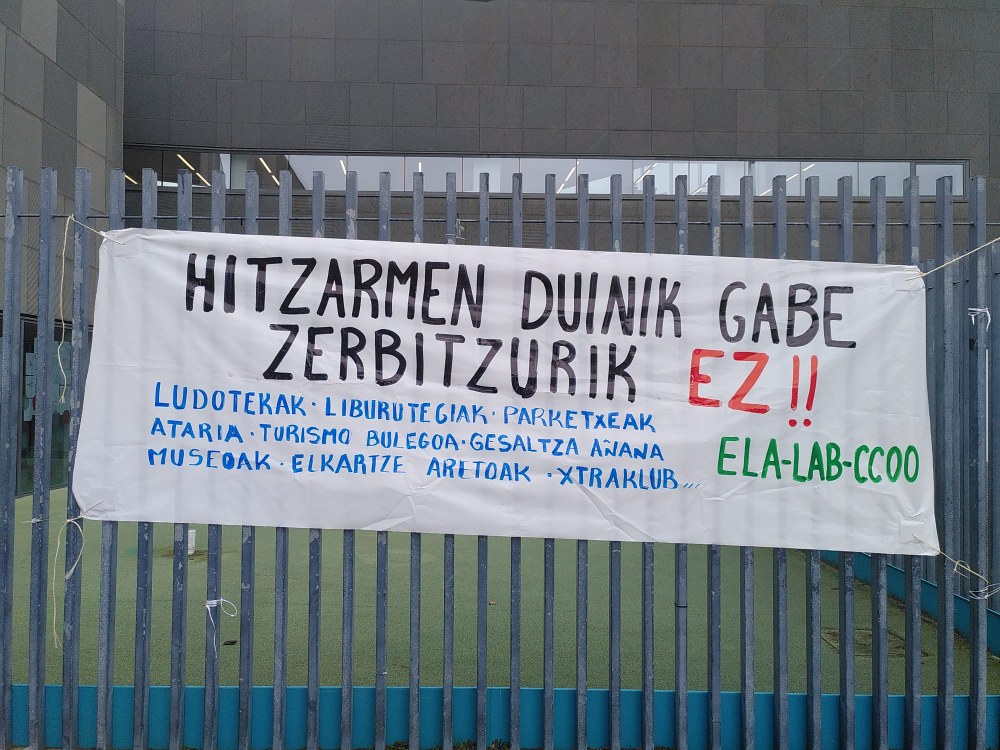 HITZARMEN DUINIK GABE
ZERBITZURIK EZ!!
LUDOTEKAK · LIBURUTEGIAK · PARKETXEAK
ATARIA · TURISMO BULEGOA · GESALTZA AÑANA
MUSEOAK · ELKARTZE ARETOAK · XTRAKLUB...
ELA-LAB-CCOO